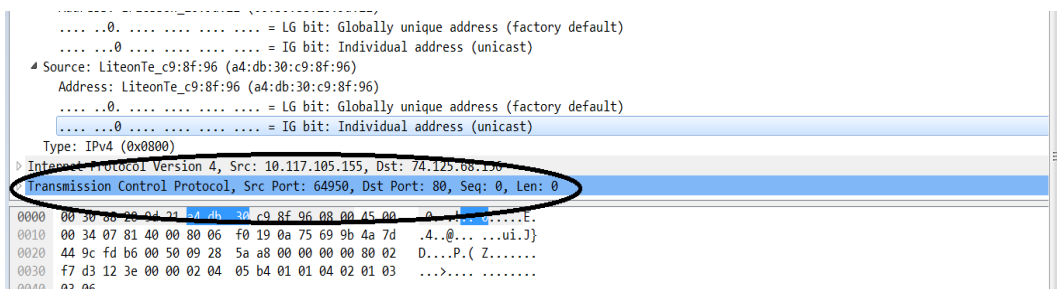 .... ..0. .... .... .... .... = LG bit: Globally unique address (factory default)
.... ...0 .... .... .... .... = IG bit: Individual address (unicast)
Source: LiteonTe_c9:8f:96 (a4:db:30:c9:8f:96)
Address: LiteonTe_c9:8f:96 (a4:db:30:c9:8f:96)
.... ..0. .... .... .... .... = LG bit: Globally unique address (factory default)
.... ...0 .... .... .... .... = IG bit: Individual address (unicast)
Type: IPv4 (0x0800)
Internet Protocol Version 4, Src: 10.117.105.155, Dst: 74.125.68.156
Transmission Control Protocol, Src Port: 64950, Dst Port: 80, Seq: 0, Len: 0
0000 00 30 88 20 9d 21 a4 db 30 c9 8f 96 08 00 45 00
0010 00 34 07 81 40 00 80 06 f0 19 0a 75 69 9b 4a 7d .4..@... ...ui.J}
0020 44 9c fd b6 00 50 09 28 5a a8 00 00 00 00 80 02 D....P.( Z.......
0030 f7 d3 12 3e 00 00 02 04 05 b4 01 01 04 02 01 03 ...>.... ........
0040 03 06